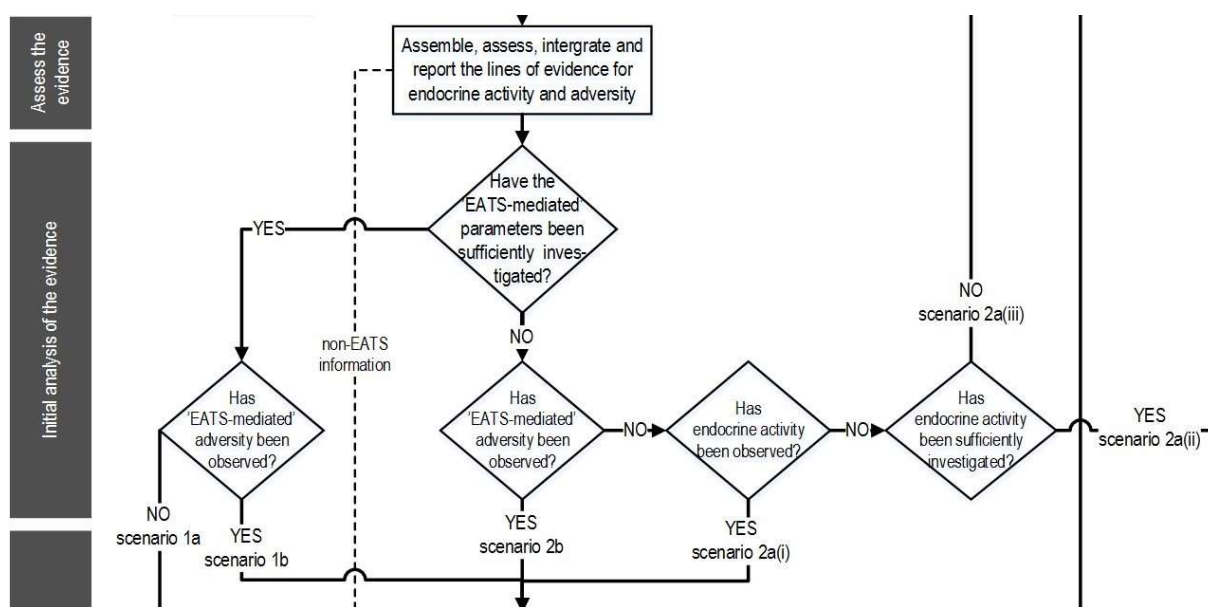 Assess the
evidence
Assemble, assess, intergrate and
report the lines of evidence for
endocrine activity and adversity
Initial analysis of the evidence
Have the
'EATS-mediated'
parameters been
sufficiently inves-
tigated?
YES
NO
non-EATS
information
NO
scenario 2a(iii)
Has
'EATS-mediated'
adversity been
observed?
Has
'EATS-mediated'
adversity been
observed?
NO
Has
endocrine activity
been observed?
NO
Has
endocrine activity
been sufficiently
investigated?
YES
scenario 2a(ii)
NO
scenario 1a
YES
scenario 1b
YES
scenario 2b
YES
scenario 2a(i)